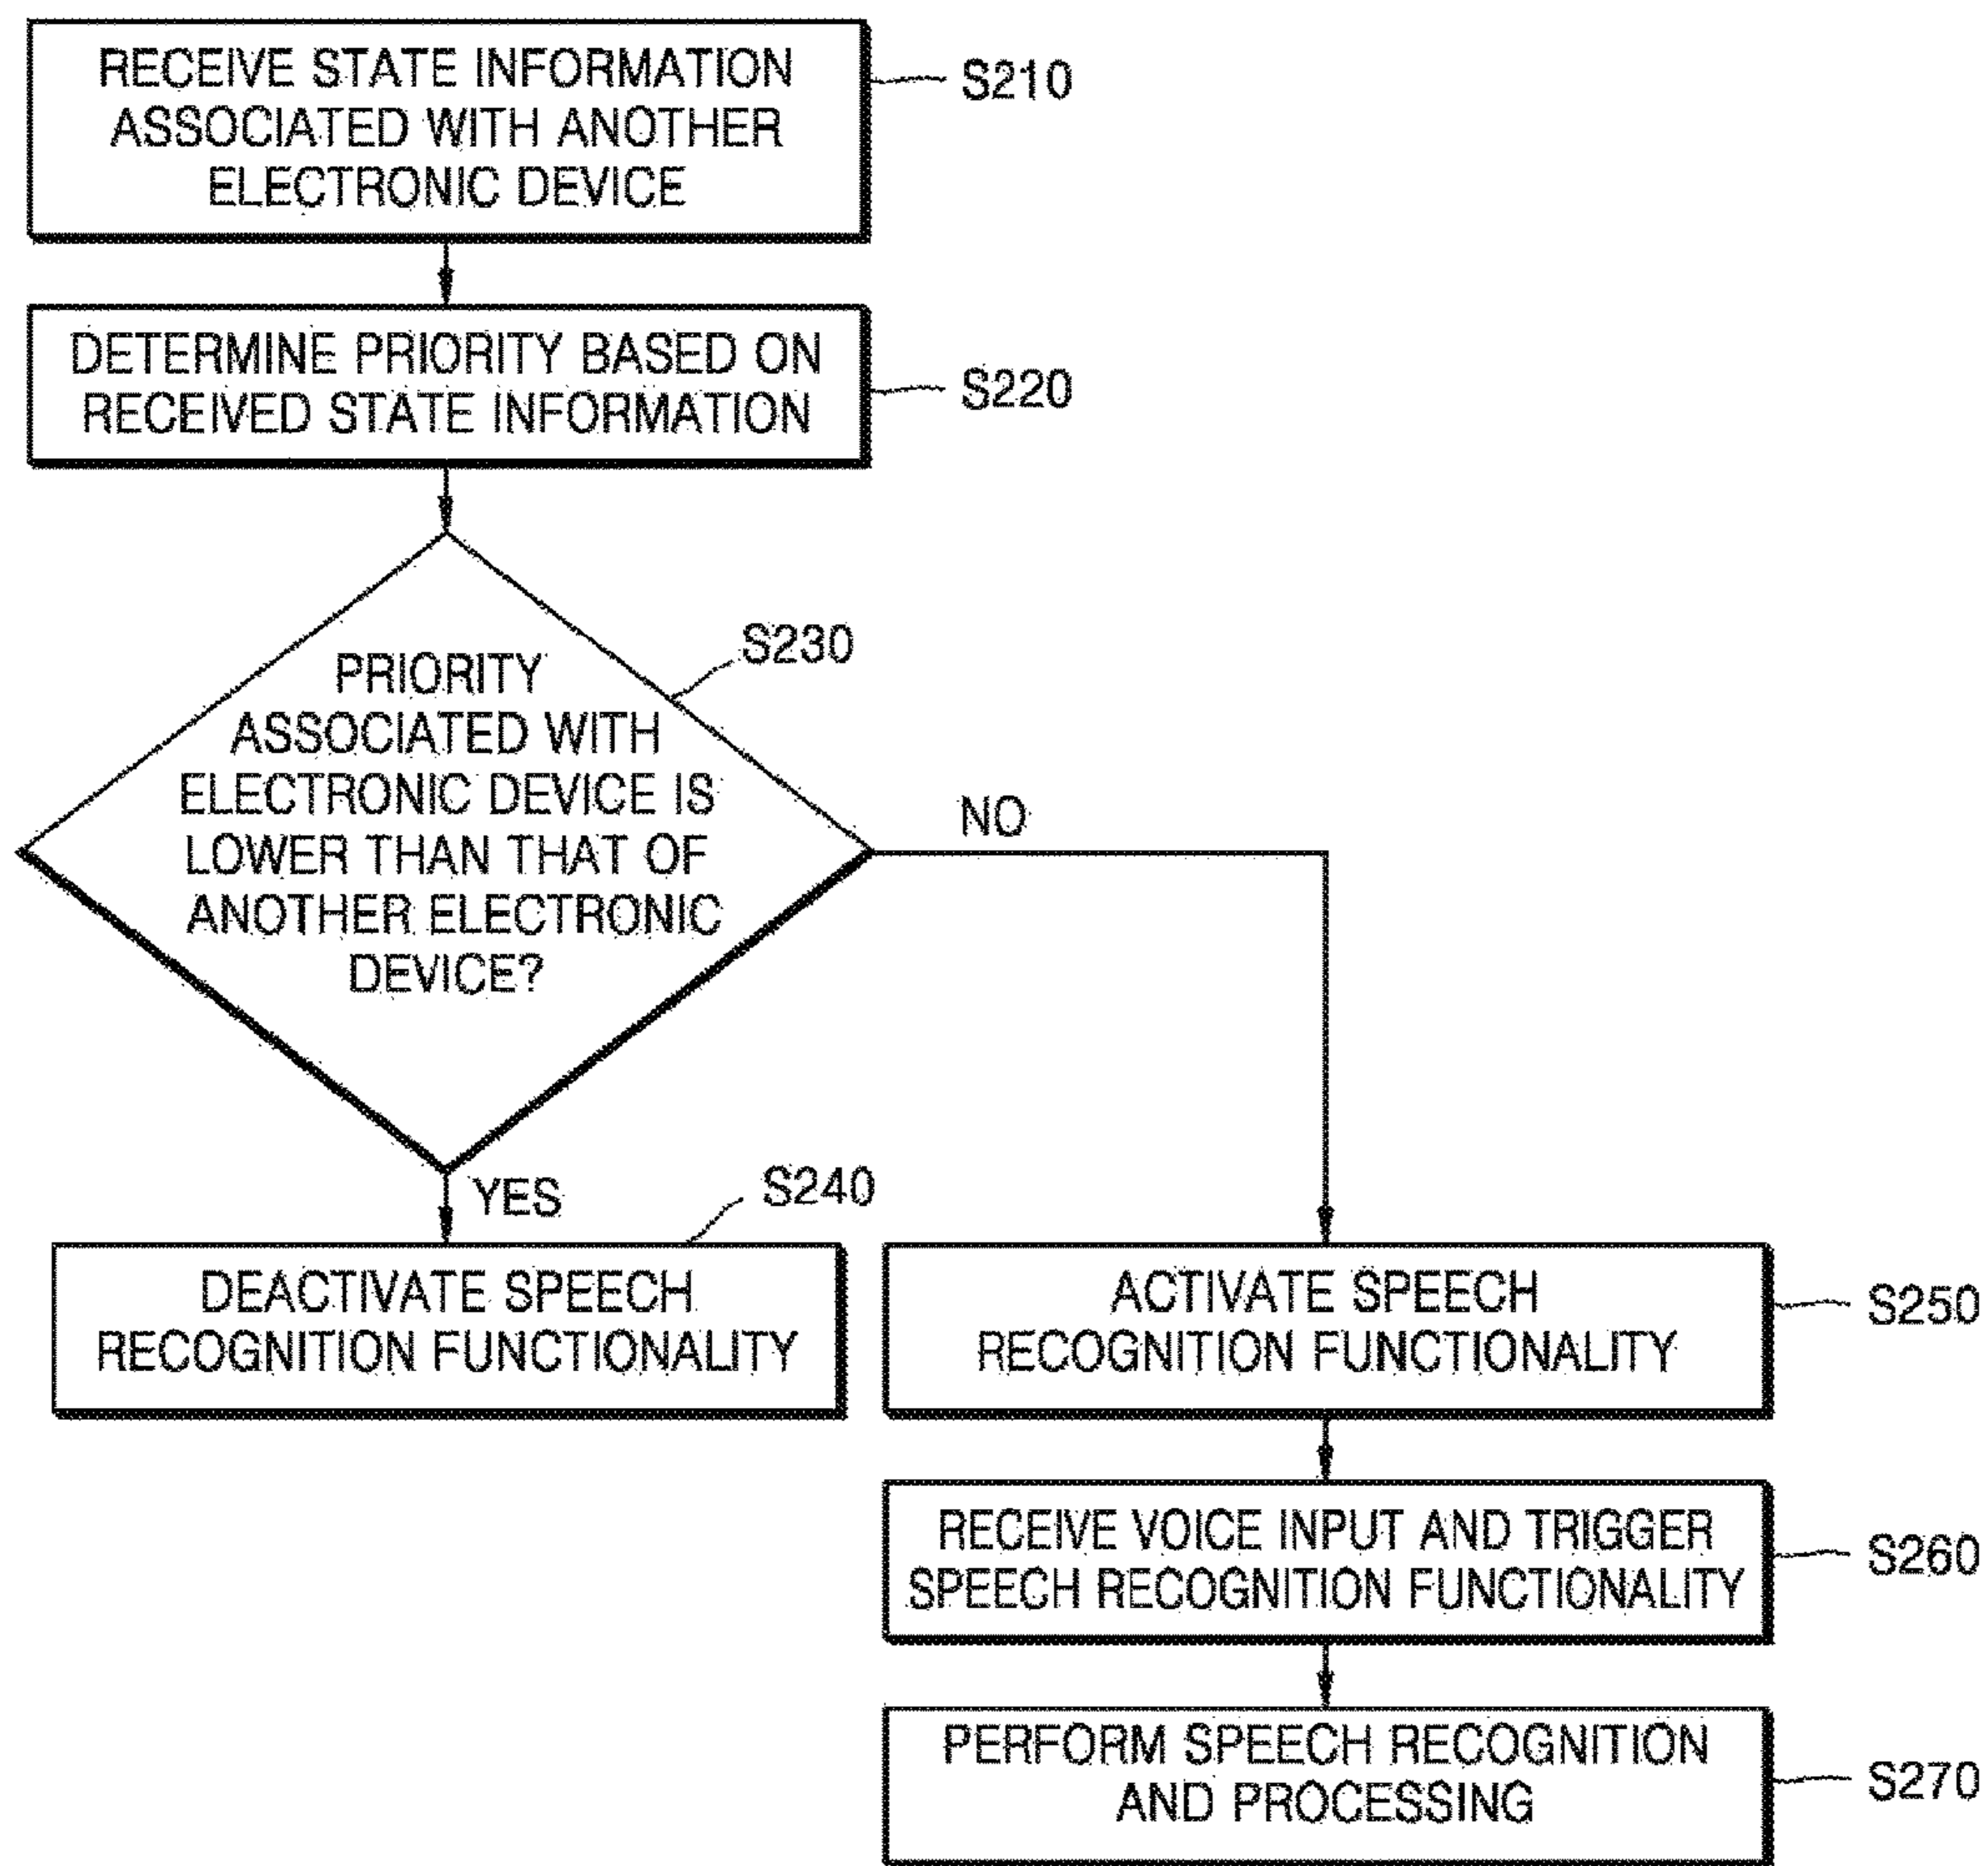 RECEIVE STATE INFORMATION
ASSOCIATED WITH ANOTHER
ELECTRONIC DEVICE
S210
DETERMINE PRIORITY BASED ON
RECEIVED STATE INFORMATION
S220
S230
PRIORITY
ASSOCIATED WITH
ELECTRONIC DEVICE IS
LOWER THAN THAT OF
ANOTHER ELECTRONIC
DEVICE?
NO
YES
S240
DEACTIVATE SPEECH
RECOGNITION FUNCTIONALITY
ACTIVATE SPEECH
RECOGNITION FUNCTIONALITY
S250
RECEIVE VOICE INPUT AND TRIGGER
SPEECH RECOGNITION FUNCTIONALITY
S260
PERFORM SPEECH RECOGNITION
AND PROCESSING
S270